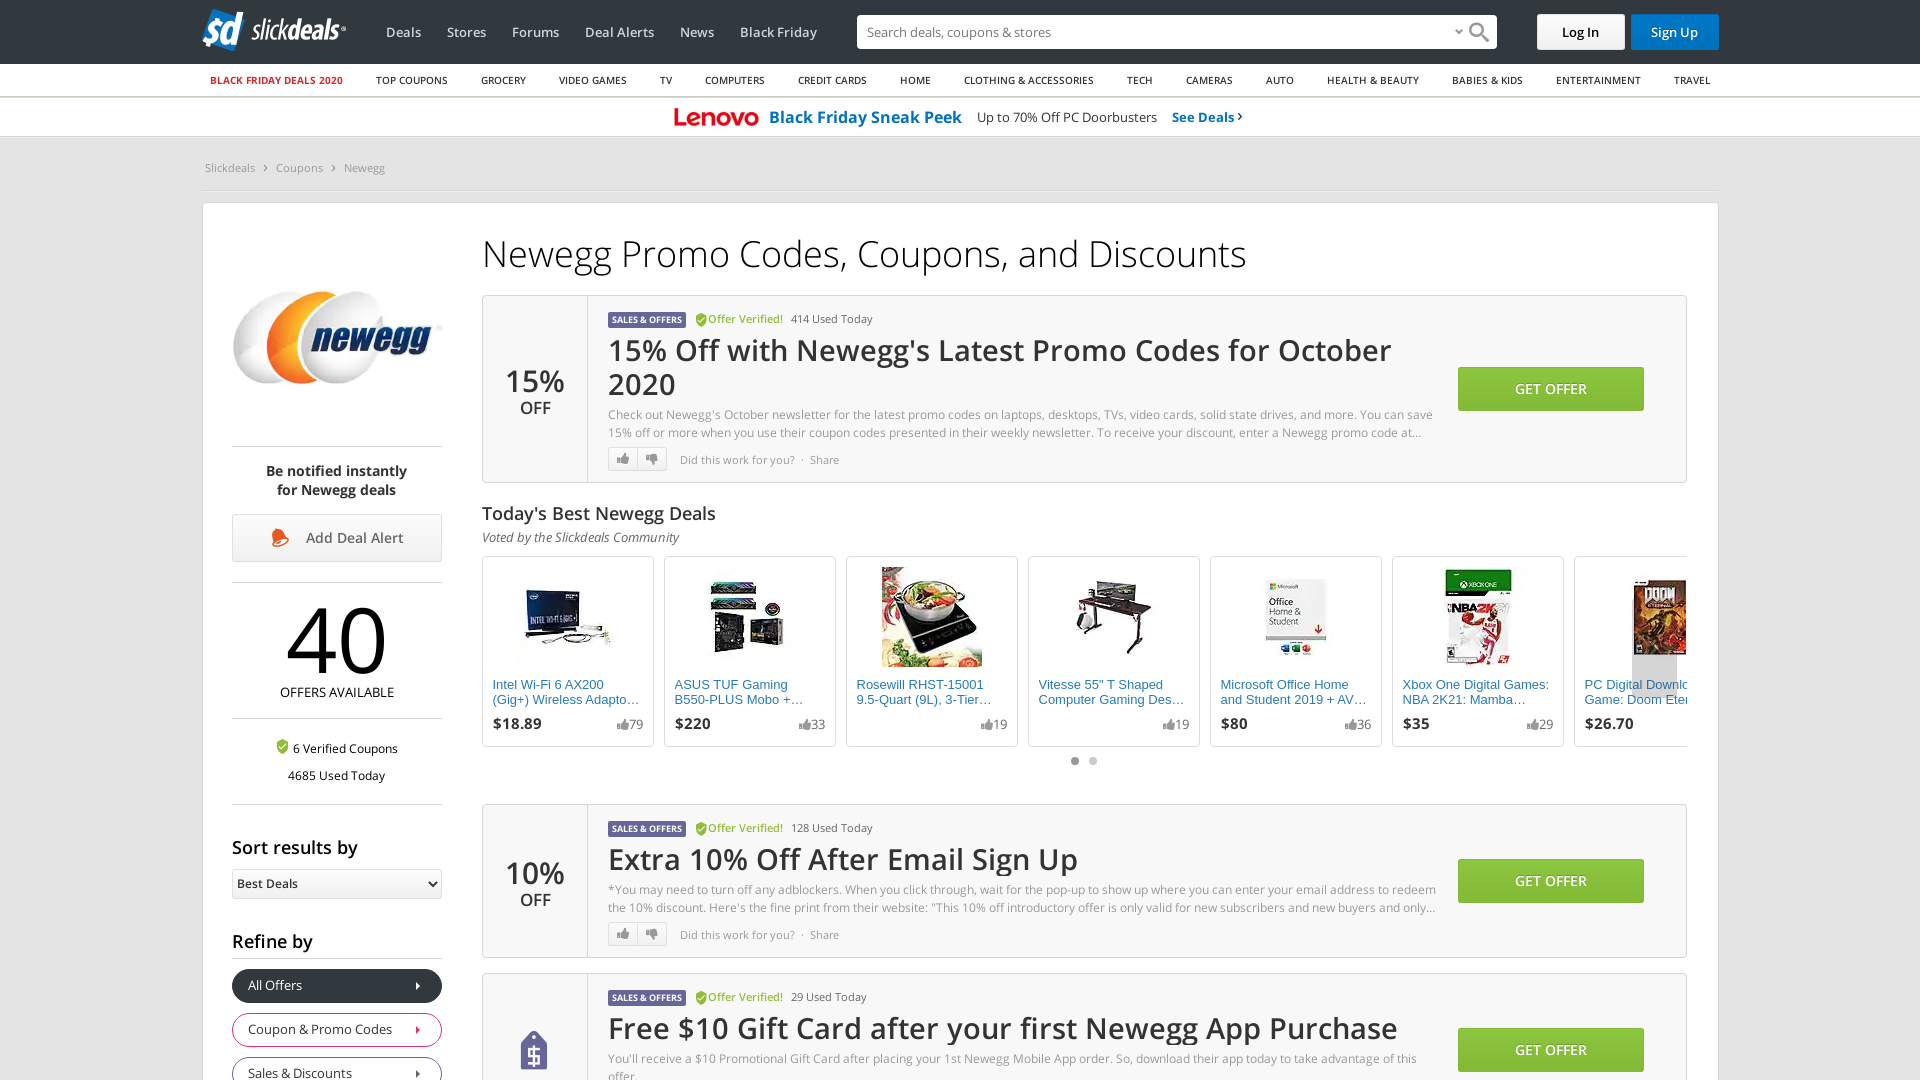 slickdeals
Deals
Stores
Forums
Deal Alerts
News
Black Friday
Search deals, coupons & stores
Log In
Sign Up
BLACK FRIDAY DEALS 2020
TOP COUPONS
GROCERY
VIDEO GAMES
TV
COMPUTERS
CREDIT CARDS
HOME
CLOTHING & ACCESSORIES
TECH
CAMERAS
AUTO
HEALTH & BEAUTY
BABIES & KIDS
ENTERTAINMENT
TRAVEL
Lenovo Black Friday Sneak Peek Up to 70% Off PC Doorbusters See Deals
Slickdeals > Coupons > Newegg
newegg
Be notified instantly
for Newegg deals
Add Deal Alert
40
OFFERS AVAILABLE
6 Verified Coupons
4685 Used Today
Sort results by
Best Deals
Refine by
All Offers
Coupon & Promo Codes
Sales & Discounts
Newegg Promo Codes, Coupons, and Discounts
15%
OFF
SALES & OFFERS Offer Verified! 414 Used Today
15% Off with Newegg's Latest Promo Codes for October
2020
Check out Newegg's October newsletter for the latest promo codes on laptops, desktops, TVs, video cards, solid state drives, and more. You can save
15% off or more when you use their coupon codes presented in their weekly newsletter. To receive your discount, enter a Newegg promo code at...
Did this work for you? · Share
GET OFFER
Today's Best Newegg Deals
Voted by the Slickdeals Community
Intel Wi-Fi 6 AX200
(Gig+) Wireless Adapto…
$18.89
79
ASUS TUF Gaming
B550-PLUS Mobo +…
$220
33
Rosewill RHST-15001
9.5-Quart (9L), 3-Tier…
19
Vitesse 55" T Shaped
Computer Gaming Des…
19
Microsoft
Office
Home &
Student
Microsoft Office Home
and Student 2019 + AV…
$80
36
XBOX ONE
NBA2K
Xbox One Digital Games:
NBA 2K21: Mamba…
$35
29
DOOM
PC Digital Downlo
Game: Doom Eter
$26.70
10%
OFF
SALES & OFFERS Offer Verified! 128 Used Today
Extra 10% Off After Email Sign Up
*You may need to turn off any adblockers. When you click through, wait for the pop-up to show up where you can enter your email address to redeem
the 10% discount. Here's the fine print from their website: "This 10% off introductory offer is only valid for new subscribers and new buyers and only...
Did this work for you? · Share
GET OFFER
SALES & OFFERS Offer Verified! 29 Used Today
Free $10 Gift Card after your first Newegg App Purchase
You'll receive a $10 Promotional Gift Card after placing your 1st Newegg Mobile App order. So, download their app today to take advantage of this
offer.
GET OFFER